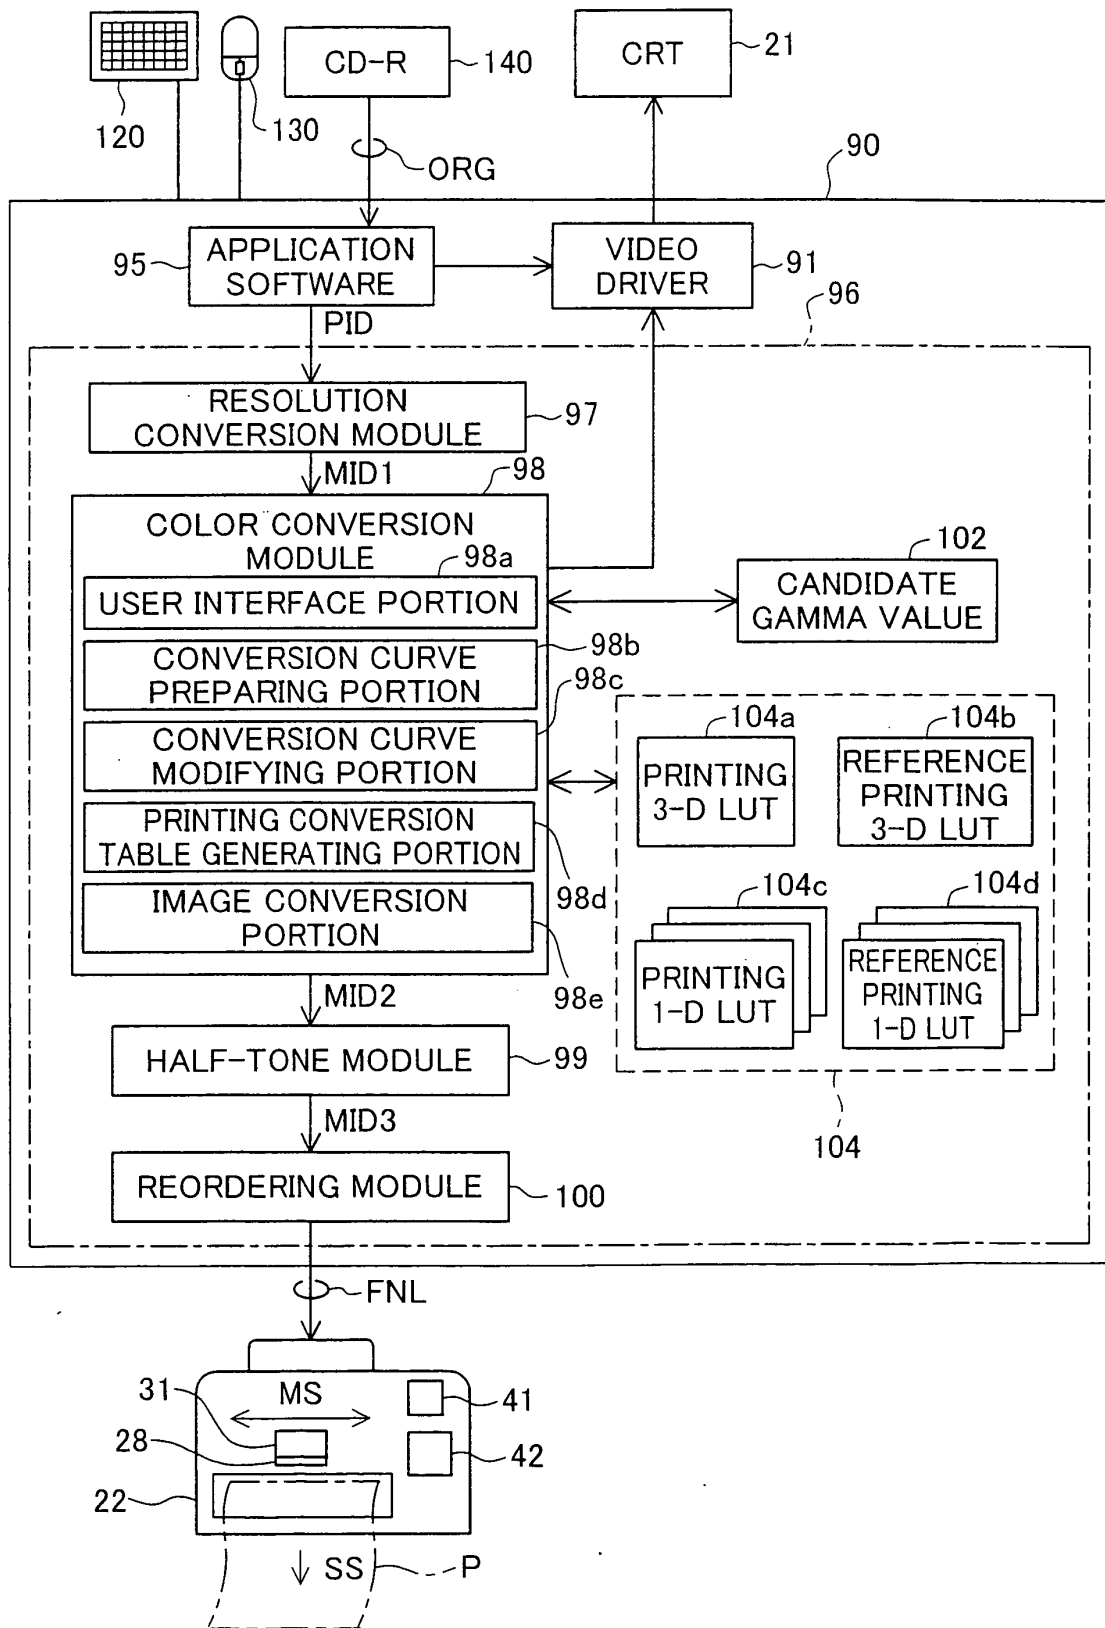 CD-R
140
CRT
21
120
130
ORG
90
95
APPLICATION
SOFTWARE
VIDEO
DRIVER
91
96
PID
RESOLUTION
CONVERSION MODULE
97
MID1
98
COLOR CONVERSION
MODULE
98a
USER INTERFACE PORTION
102
CANDIDATE
GAMMA VALUE
CONVERSION CURVE
PREPARING PORTION
98b
98c
CONVERSION CURVE
MODIFYING PORTION
104a
PRINTING
3-D LUT
104b
REFERENCE
PRINTING
3-D LUT
PRINTING CONVERSION
TABLE GENERATING PORTION
98d
IMAGE CONVERSION
PORTION
98e
104c
PRINTING
1-D LUT
104d
REFERENCE
PRINTING
1-D LUT
MID2
HALF-TONE MODULE
99
MID3
104
REORDERING MODULE
100
FNL
31
MS
41
28
42
22
SS
P